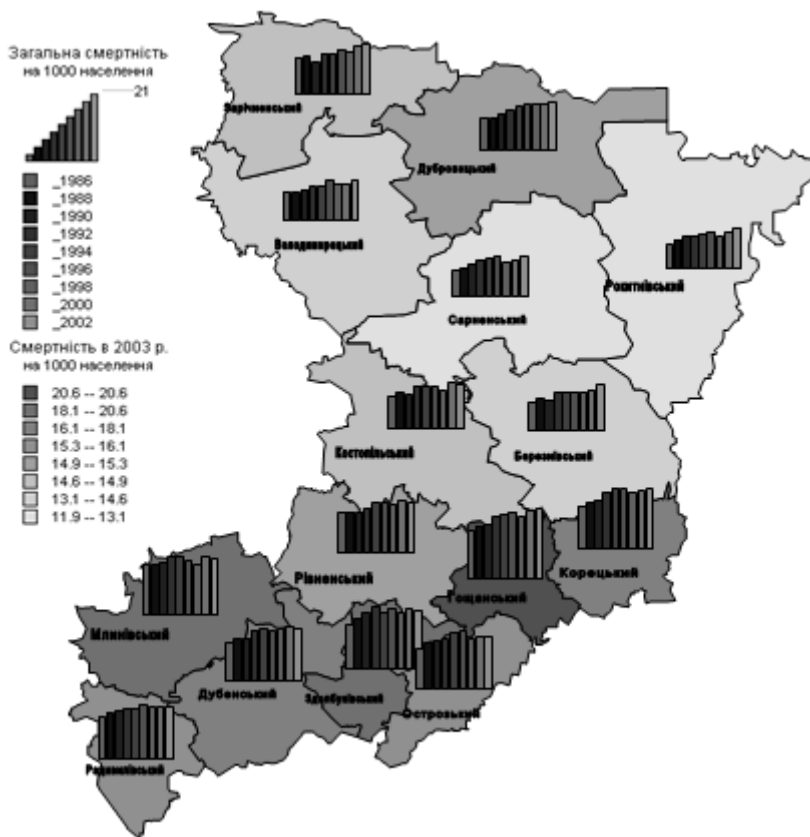 Загальна смертність
на 1000 населення
21
_1986
_1988
_1990
_1992
_1994
_1996
_1998
_2000
_2002
Смертність в 2003 р.
на 1000 населення
20.6 -- 20.6
18.1 -- 20.6
16.1 -- 18.1
15.3 -- 16.1
14.9 -- 15.3
14.6 -- 14.9
13.1 -- 14.6
11.9 -- 13.1
Зарічненський
Дубровицький
Володимирецький
Рокитнівський
Сарненський
Костопільський
Березнівський
Рівненський
Гощанський
Корецький
Млинівський
Дубенський
Здолбунівський
Острозький
Радивилівський